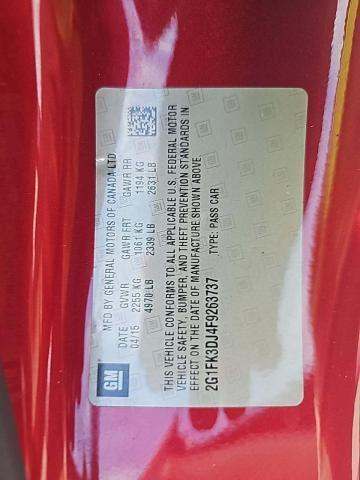 GM
MFD BY GENERAL MOTORS OF CANADA LTD
DATE GVWR GAWR FRT GAWR RR
04/15 2255 KG 1061 KG 1194 KG
4970 LB 2339 LB 2631 LB
THIS VEHICLE CONFORMS TO ALL APPLICABLE U.S. FEDERAL MOTOR
VEHICLE SAFETY, BUMPER, AND THEFT PREVENTION STANDARDS IN
EFFECT ON THE DATE OF MANUFACTURE SHOWN ABOVE
2G1FK3DJ4F9263737 TYPE: PASS CAR